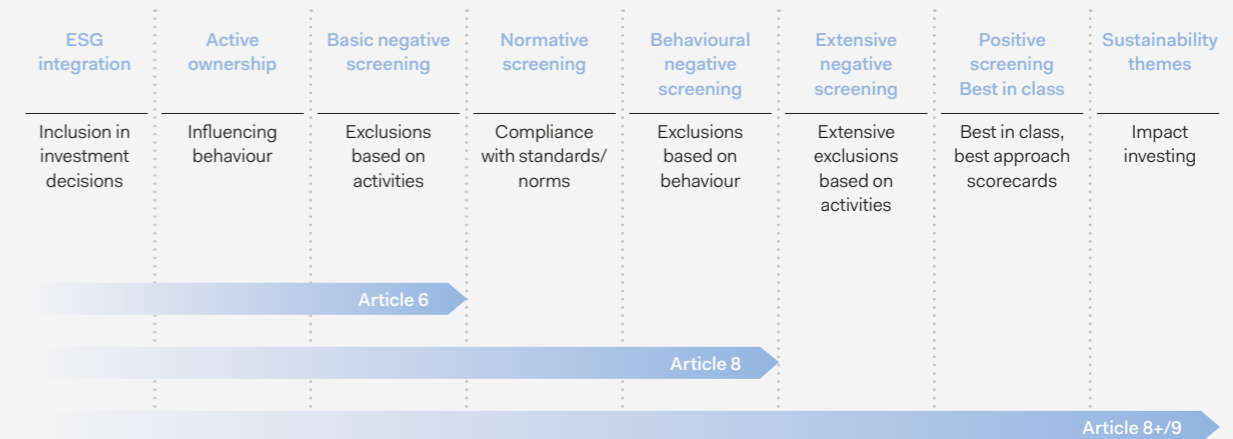 ESG
integration
Active
ownership
Basic negative
screening
Normative
screening
Behavioural
negative
screening
Extensive
negative
screening
Positive
screening
Best in class
Sustainability
themes
Inclusion in
investment
decisions
Influencing
behaviour
Exclusions
based on
activities
Compliance
with standards/
norms
Exclusions
based on
behaviour
Extensive
exclusions
based on
activities
Best in class,
best approach
scorecards
Impact
investing
Article 6
Article 8
Article 8+/9